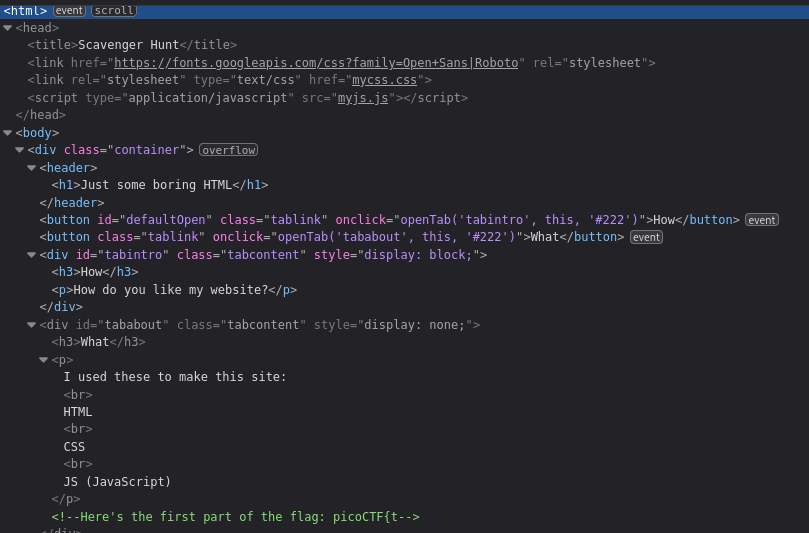 <html> event scroll
<head>
<title>Scavenger Hunt</title>
<link href="https://fonts.googleapis.com/css?family=Open+Sans|Roboto" rel="stylesheet">
<link rel="stylesheet" type="text/css" href="mycss.css">
<script type="application/javascript" src="myjs.js"></script>
</head>
<body>
<div class="container"> overflow
<header>
<h1>Just some boring HTML</h1>
</header>
<button id="defaultOpen" class="tablink" onclick="openTab('tabintro', this, '#222')">How</button> event
<button class="tablink" onclick="openTab('tababout', this, '#222')">What</button> event
<div id="tabintro" class="tabcontent" style="display: block;">
<h3>How</h3>
<p>How do you like my website?</p>
</div>
<div id="tababout" class="tabcontent" style="display: none;">
<h3>What</h3>
<p>
I used these to make this site:
<br>
HTML
<br>
CSS
<br>
JS (JavaScript)
</p>
<!--Here's the first part of the flag: picoCTF{t-->
</div>